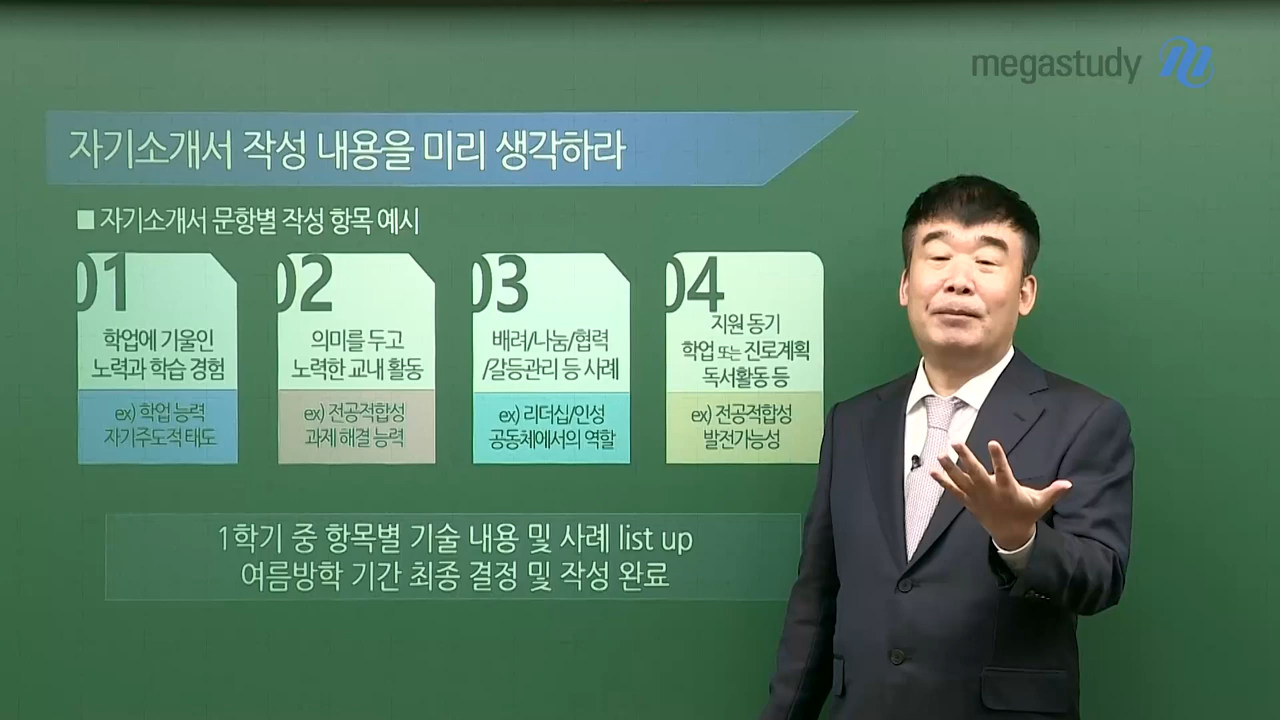 megastudy
자기소개서 작성 내용을 미리 생각하라
■ 자기소개서 문항별 작성 항목 예시
01
학업에 기울인
노력과 학습 경험
ex) 학업 능력
자기주도적 태도
02
의미를 두고
노력한 교내 활동
ex) 전공적합성
과제 해결 능력
03
배려/나눔/협력
/갈등관리 등 사례
ex) 리더십/인성
공동체에서의 역할
04
지원 동기
학업 또는 진로계획
독서활동 등
ex) 전공적합성
발전가능성
1학기 중 항목별 기술 내용 및 사례 list up
여름방학 기간 최종 결정 및 작성 완료